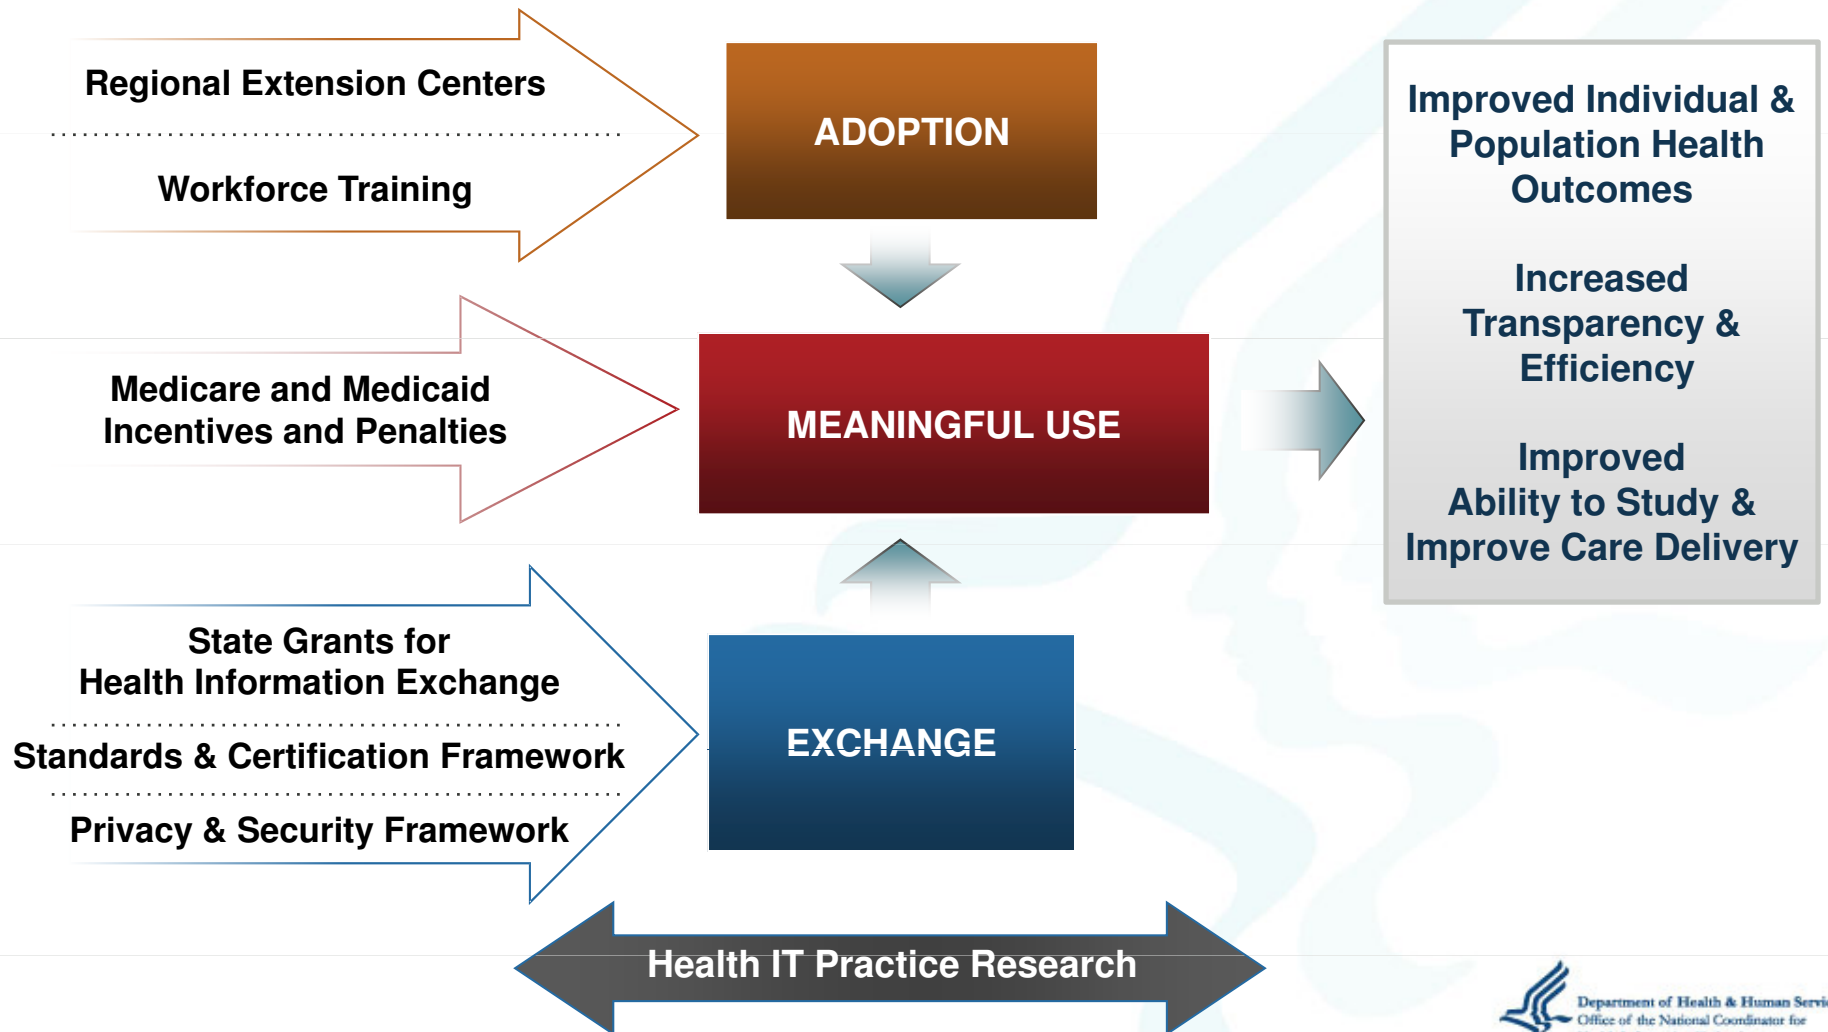 Regional Extension Centers
Workforce Training
ADOPTION
Medicare and Medicaid
Incentives and Penalties
MEANINGFUL USE
State Grants for
Health Information Exchange
Standards & Certification Framework
Privacy & Security Framework
EXCHANGE
Health IT Practice Research
Improved Individual &
Population Health
Outcomes
Increased
Transparency &
Efficiency
Improved
Ability to Study &
Improve Care Delivery
Department of Health & Human
Office of the National Coordinator for